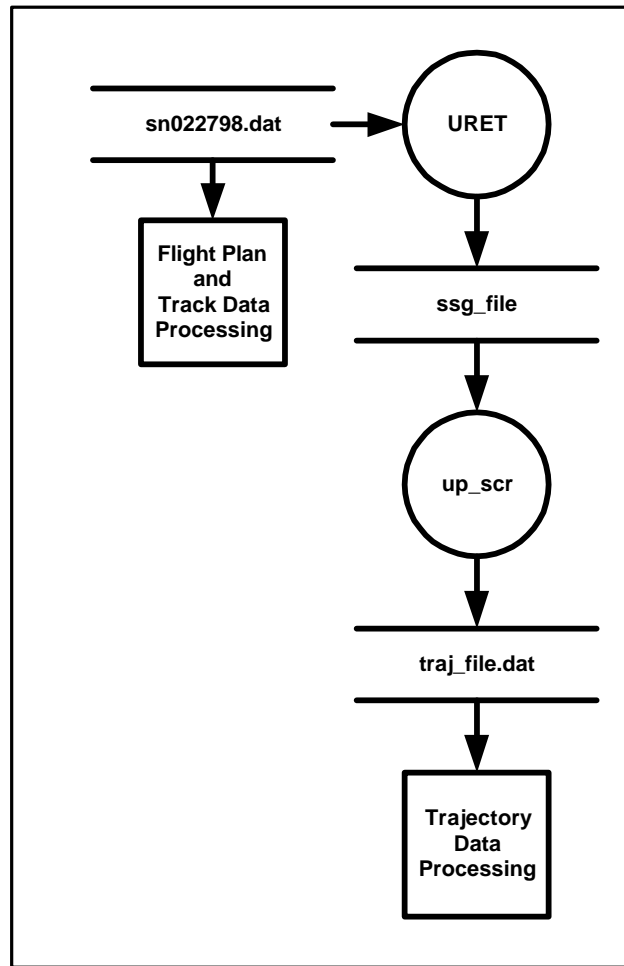 sn022798.dat
URET
Flight Plan
and
Track Data
Processing
ssg_file
up_scr
traj_file.dat
Trajectory
Data
Processing